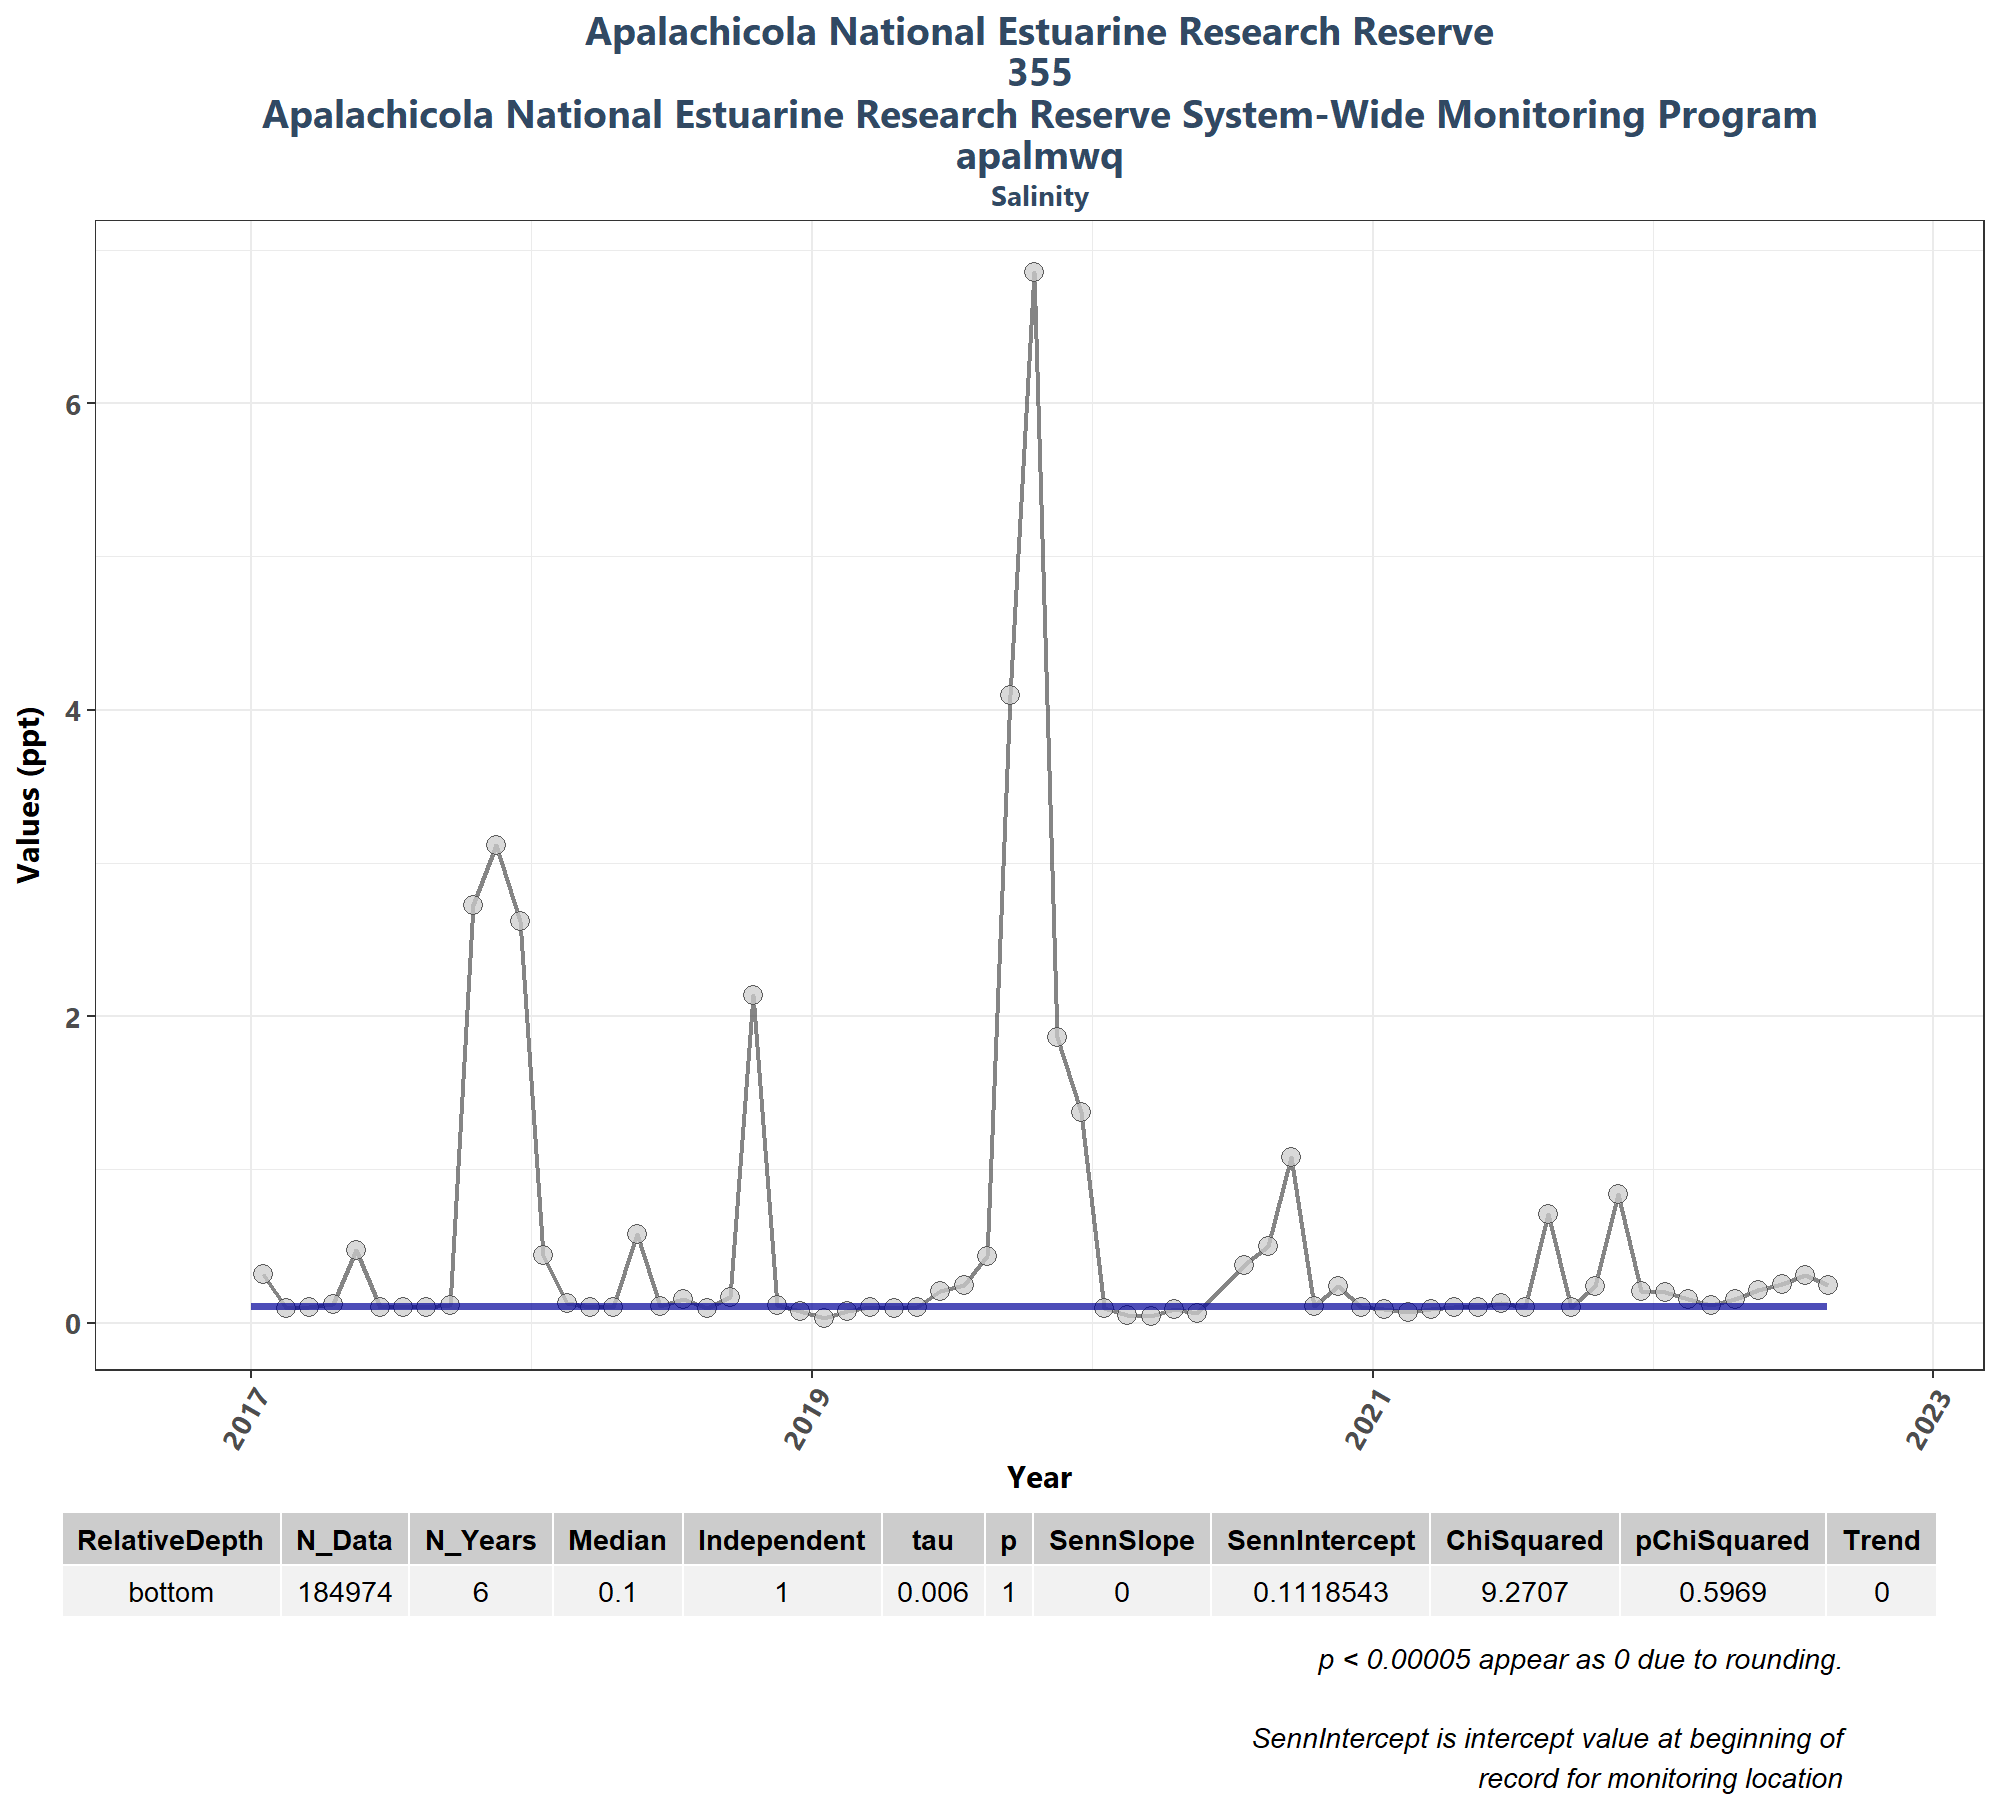 Apalachicola National Estuarine Research Reserve
355
Apalachicola National Estuarine Research Reserve System-Wide Monitoring Program
apalmwq
Salinity
Values (ppt)
6
4
2
0
2017
2019
2021
2023
Year
RelativeDepth N_Data N_Years Median Independent tau p SennSlope SennIntercept ChiSquared pChiSquared Trend
bottom 184974 6 0.1 1 0.006 1 0 0.1118543 9.2707 0.5969 0
p < 0.00005 appear as 0 due to rounding.
SennIntercept is intercept value at beginning of
record for monitoring location